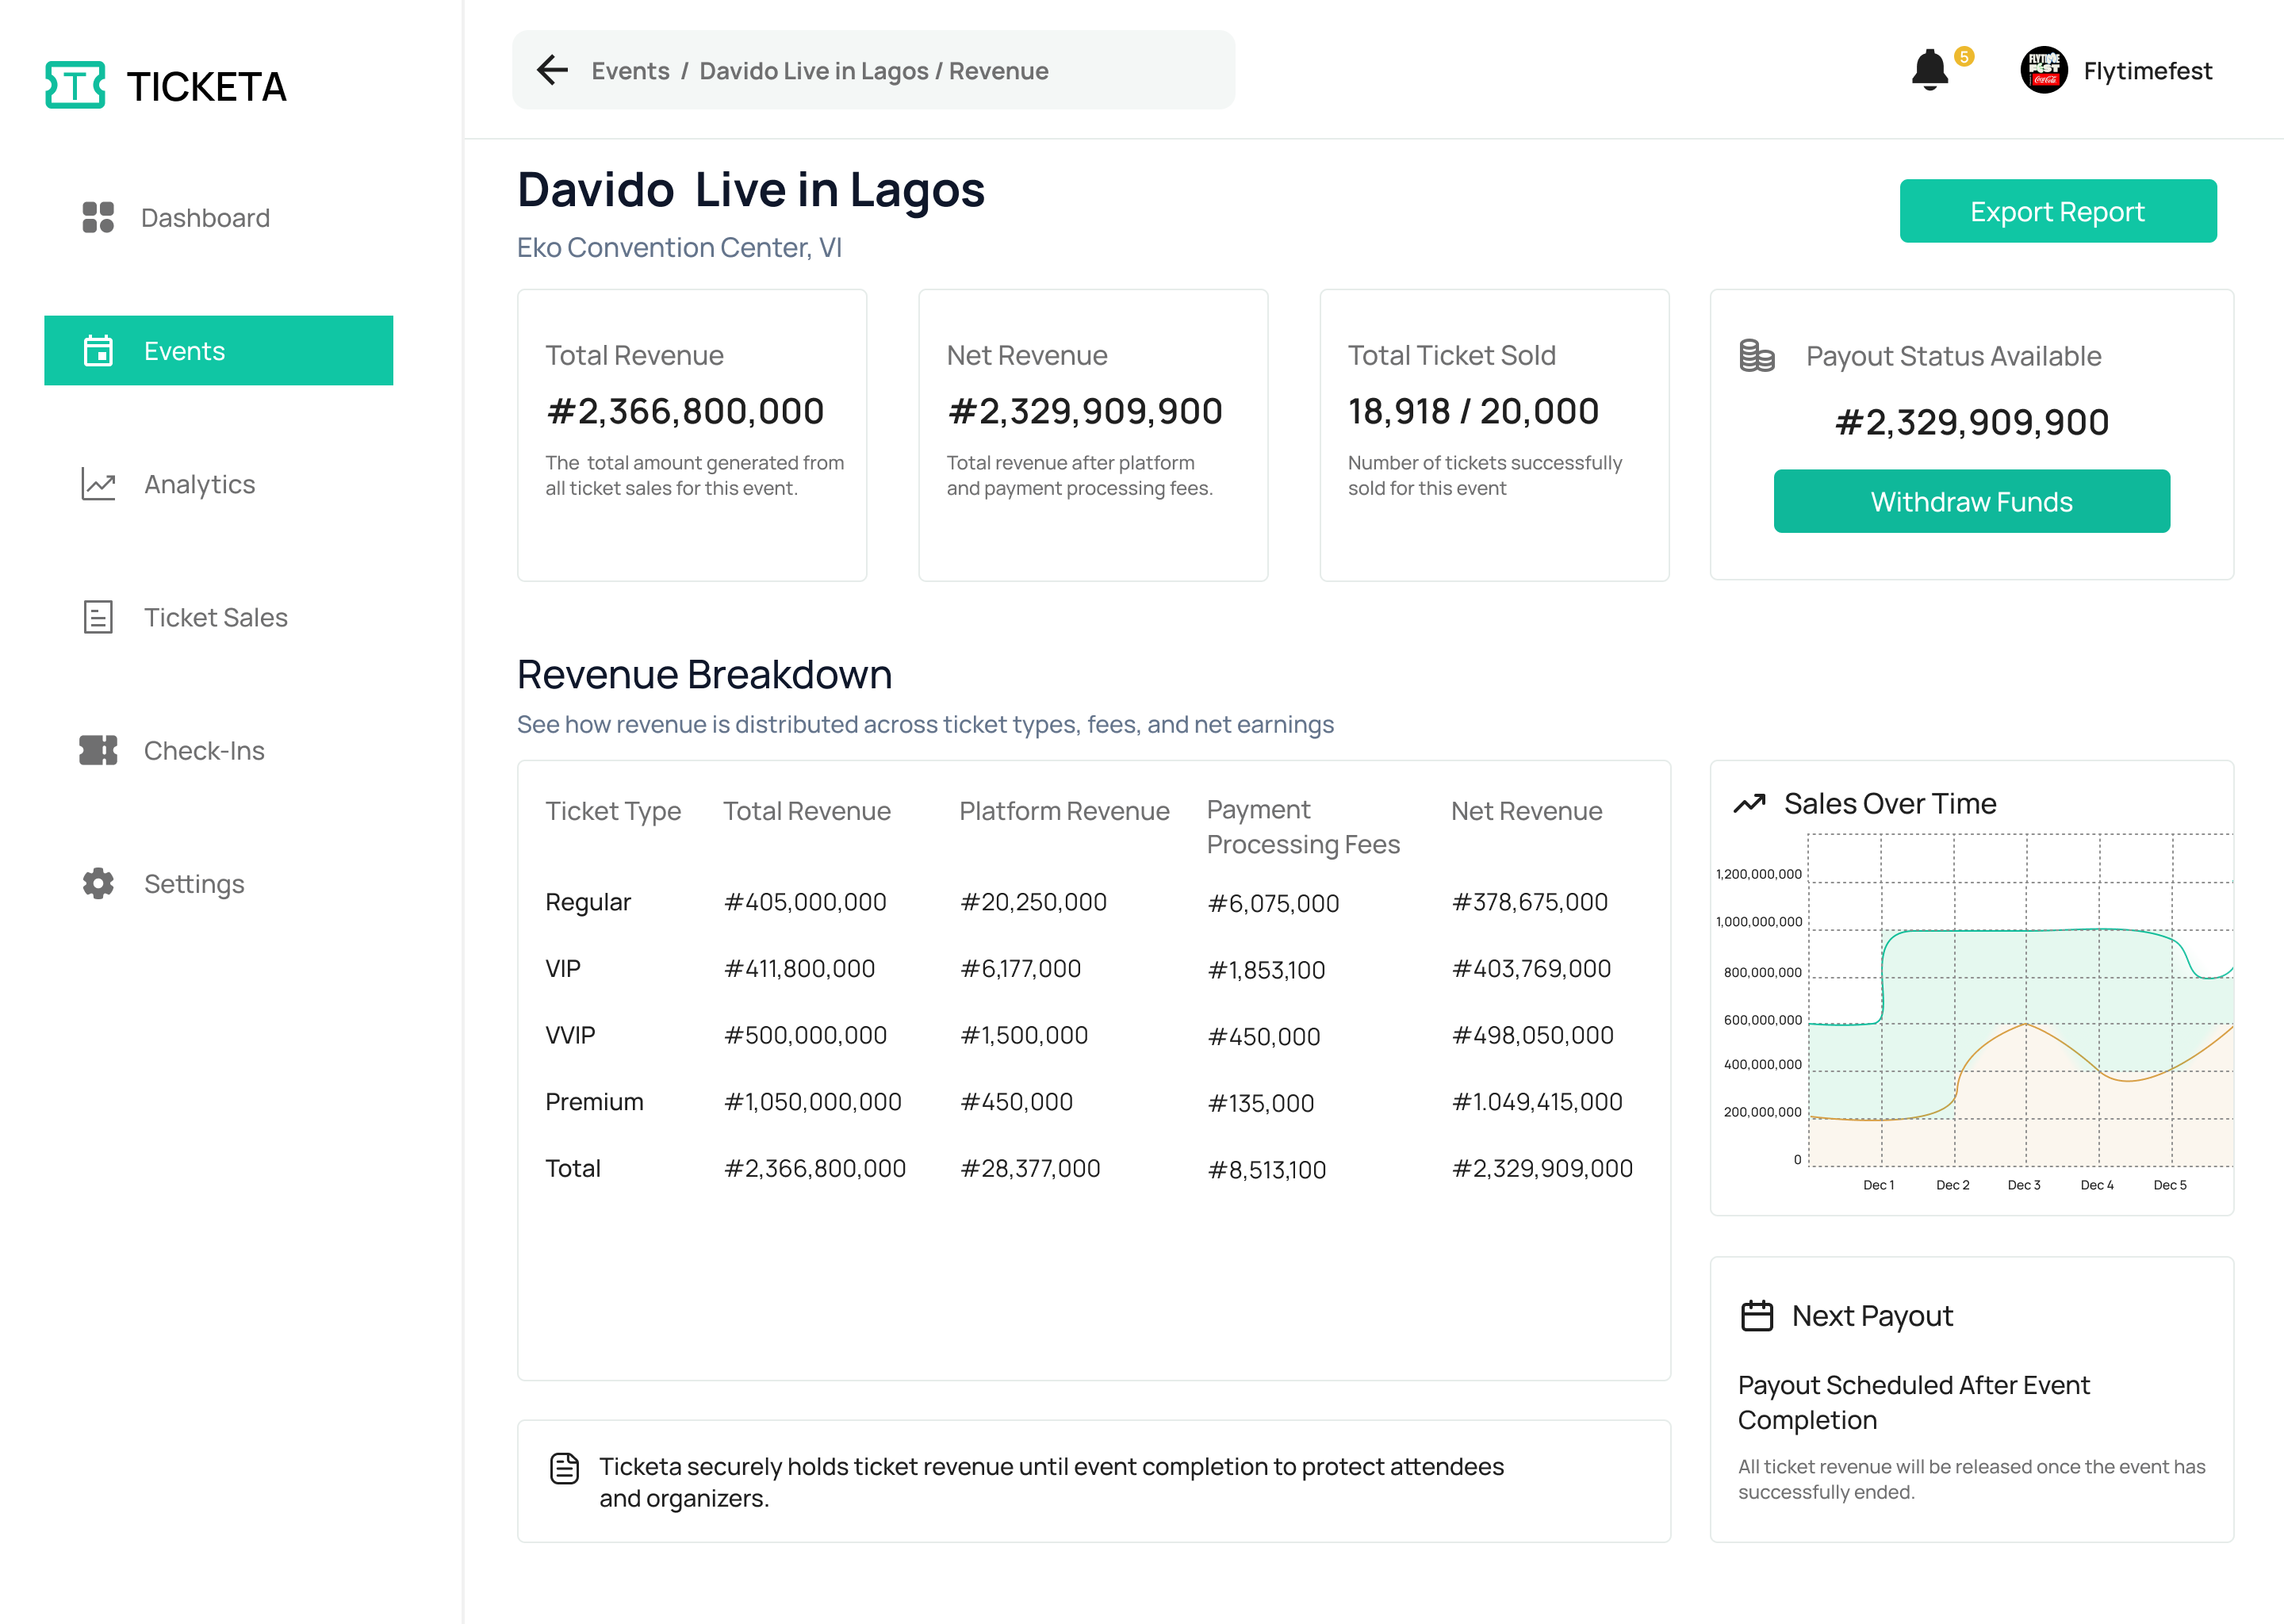 TICKETA
Events / Davido Live in Lagos / Revenue
5
FLYTIME
FEST
Coca-Cola
Flytimefest
Dashboard
Events
Analytics
Ticket Sales
Check-Ins
Settings
Davido Live in Lagos
Eko Convention Center, VI
Export Report
Total Revenue
#2,366,800,000
The total amount generated from
all ticket sales for this event.
Net Revenue
#2,329,909,900
Total revenue after platform
and payment processing fees.
Total Ticket Sold
18,918 / 20,000
Number of tickets successfully
sold for this event
Payout Status Available
#2,329,909,900
Withdraw Funds
Revenue Breakdown
See how revenue is distributed across ticket types, fees, and net earnings
Ticket Type Total Revenue Platform Revenue Payment Processing Fees Net Revenue
Regular #405,000,000 #20,250,000 #6,075,000 #378,675,000
VIP #411,800,000 #6,177,000 #1,853,100 #403,769,000
VVIP #500,000,000 #1,500,000 #450,000 #498,050,000
Premium #1,050,000,000 #450,000 #135,000 #1.049,415,000
Total #2,366,800,000 #28,377,000 #8,513,100 #2,329,909,000
Sales Over Time
1,200,000,000
1,000,000,000
800,000,000
600,000,000
400,000,000
200,000,000
0
Dec 1 Dec 2 Dec 3 Dec 4 Dec 5
Next Payout
Payout Scheduled After Event
Completion
All ticket revenue will be released once the event has
successfully ended.
Ticketa securely holds ticket revenue until event completion to protect attendees
and organizers.